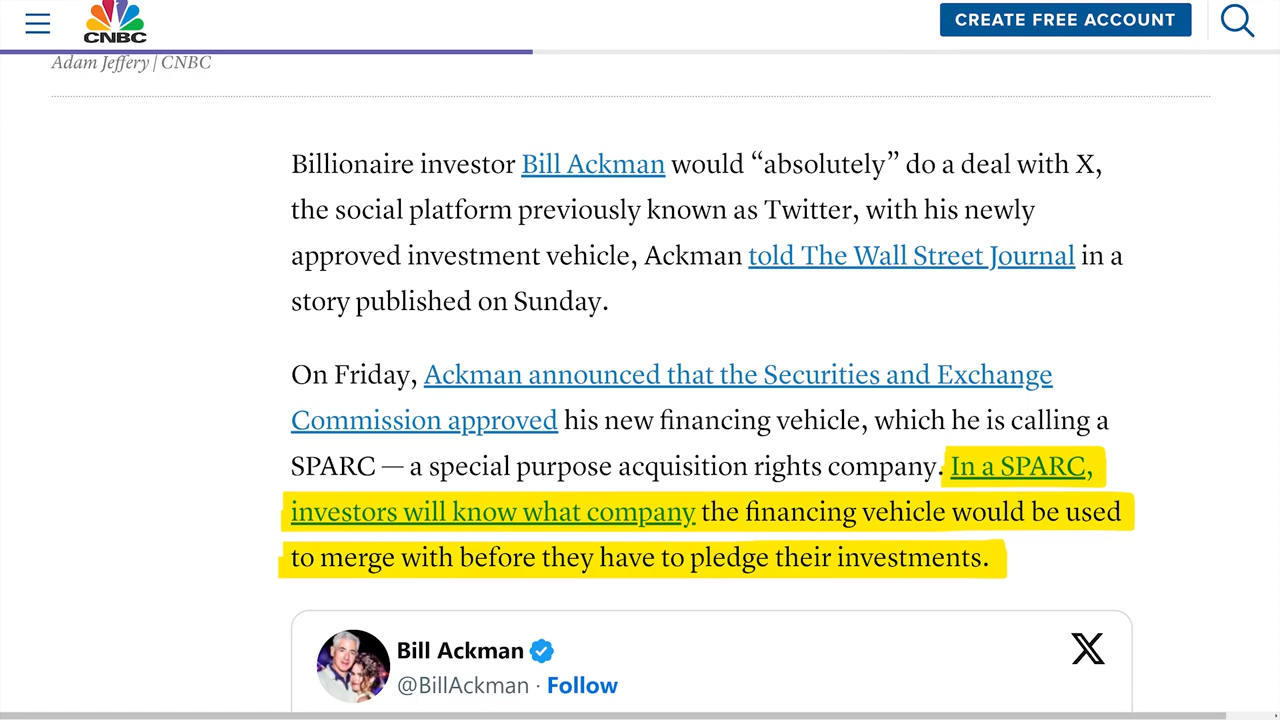 CNBC
CREATE FREE ACCOUNT
Adam Jeffery | CNBC
Billionaire investor Bill Ackman would “absolutely” do a deal with X,
the social platform previously known as Twitter, with his newly
approved investment vehicle, Ackman told The Wall Street Journal in a
story published on Sunday.
On Friday, Ackman announced that the Securities and Exchange
Commission approved his new financing vehicle, which he is calling a
SPARC — a special purpose acquisition rights company. In a SPARC,
investors will know what company the financing vehicle would be used
to merge with before they have to pledge their investments.
Bill Ackman
@BillAckman · Follow